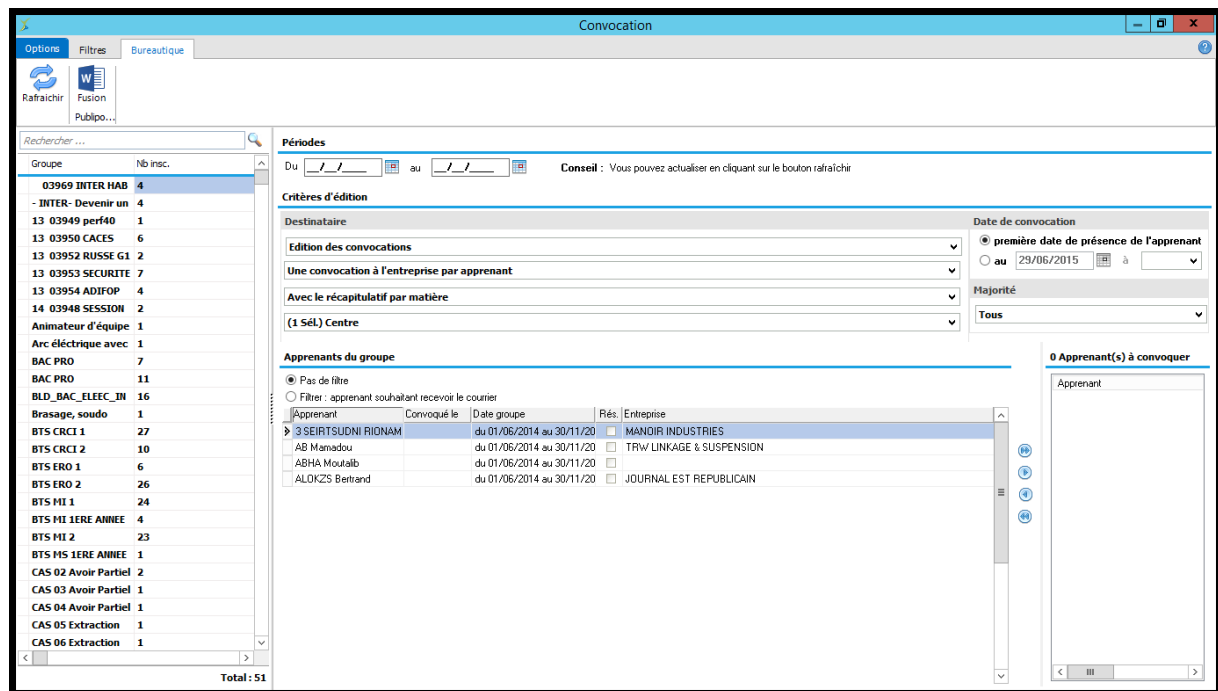 Convocation
Options Filtres Bureautique
Rafraichir Fusion
Publipo...
Rechercher ...
Groupe Nb insc.
03969 INTER HAB 4
- INTER- Devenir un 4
13 03949 perf40 1
13 03950 CACES 6
13 03952 RUSSE G1 2
13 03953 SECURITE 7
13 03954 ADIFOP 4
14 03948 SESSION 2
Animateur d'équipe 1
Arc éléctrique avec 1
BAC PRO 7
BAC PRO 11
BLD_BAC_ELEEC_IN 16
Brasage, soudo 1
BTS CRCI 1 27
BTS CRCI 2 10
BTS ERO 1 6
BTS ERO 2 26
BTS MI 1 24
BTS MI 1ERE ANNEE 4
BTS MI 2 23
BTS MS 1ERE ANNEE 1
CAS 02 Avoir Partiel 2
CAS 03 Avoir Partiel 1
CAS 04 Avoir Partiel 1
CAS 05 Extraction 1
CAS 06 Extraction 1
Total : 51
Périodes
Du __/__/____ au __/__/____ Conseil : Vous pouvez actualiser en cliquant sur le bouton rafraîchir
Critères d'édition
Destinataire
Edition des convocations
Une convocation à l'entreprise par apprenant
Avec le récapitulatif par matière
(1 Sél.) Centre
Date de convocation
première date de présence de l'apprenant
au 29/06/2015 à
Majorité
Tous
Apprenants du groupe
Pas de filtre
Filtrer : apprenant souhaitant recevoir le courrier
Apprenant Convoqué le Date groupe Rés. Entreprise
3 SEIRTSUDNI RIONAM du 01/06/2014 au 30/11/20 MANOIR INDUSTRIES
AB Mamadou du 01/06/2014 au 30/11/20 TRW LINKAGE & SUSPENSION
ABHA Moutalib du 01/06/2014 au 30/11/20
ALOKZS Bertrand du 01/06/2014 au 30/11/20 JOURNAL EST REPUBLICAIN
0 Apprenant(s) à convoquer
Apprenant